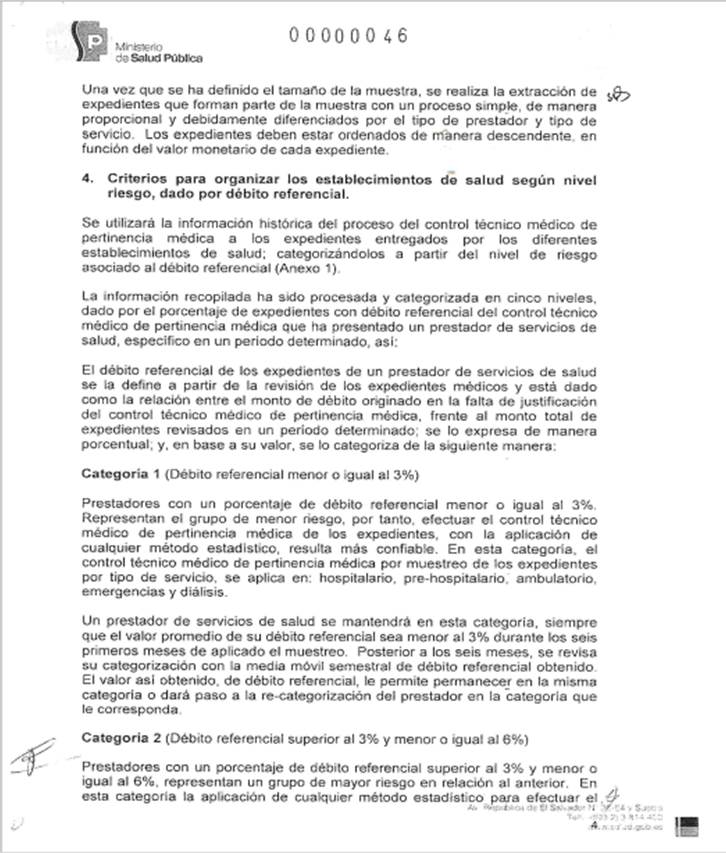 00000046
Ministerio
de Salud Pública
Una vez que se ha definido el tamaño de la muestra, se realiza la extracción de
expedientes que forman parte de la muestra con un proceso simple, de manera
proporcional y debidamente diferenciados por el tipo de prestador y tipo de
servicio. Los expedientes deben estar ordenados de manera descendente, en
función del valor monetario de cada expediente.
4. Criterios para organizar los establecimientos de salud según nivel
riesgo, dado por débito referencial.
Se utilizará la información histórica del proceso del control técnico médico de
pertinencia médica a los expedientes entregados por los diferentes
establecimientos de salud; categorizándolos a partir del nivel de riesgo
asociado al débito referencial (Anexo 1).
La información recopilada ha sido procesada y categorizada en cinco niveles,
dado por el porcentaje de expedientes con débito referencial del control técnico
médico de pertinencia médica que ha presentado un prestador de servicios de
salud, específico en un periodo determinado, así:
El débito referencial de los expedientes de un prestador de servicios de salud
se la define a partir de la revisión de los expedientes médicos y está dado
como la relación entre el monto de débito originado en la falta de justificación
del control técnico médico de pertinencia médica, frente al monto total de
expedientes revisados en un período determinado; se lo expresa de manera
porcentual; y, en base a su valor, se lo categoriza de la siguiente manera:
Categoría 1 (Débito referencial menor o igual al 3%)
Prestadores con un porcentaje de débito referencial menor o igual al 3%.
Representan el grupo de menor riesgo, por tanto, efectuar el control técnico
médico de pertinencia médica de los expedientes, con la aplicación de
cualquier método estadístico, resulta más confiable. En esta categoría, el
control técnico médico de pertinencia médica por muestreo de los expedientes
por tipo de servicio, se aplica en: hospitalario, pre-hospitalario, ambulatorio,
emergencias y diálisis.
Un prestador de servicios de salud se mantendrá en esta categoría, siempre
que el valor promedio de su débito referencial sea menor al 3% durante los seis
primeros meses de aplicado el muestreo. Posterior a los seis meses, se revisa
su categorización con la media móvil semestral de débito referencial obtenido.
El valor así obtenido, de débito referencial, le permite permanecer en la misma
categoría o dará paso a la re-categorización del prestador en la categoría que
le corresponda.
Categoría 2 (Débito referencial superior al 3% y menor o igual al 6%)
Prestadores con un porcentaje de débito referencial superior al 3% y menor o
igual al 6%, representan un grupo de mayor riesgo en relación al anterior. En
esta categoría la aplicación de cualquier método estadístico para efectuar el
Av. República de El Salvador
4